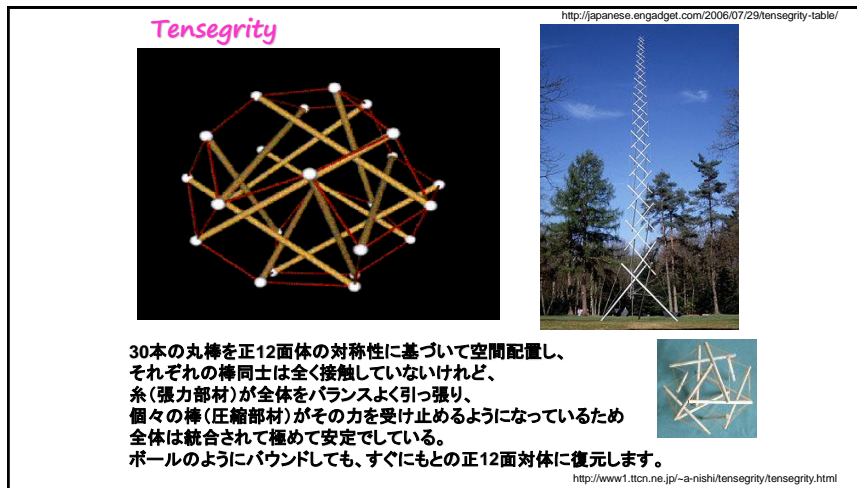 http://japanese.engadget.com/2006/07/29/tensegrity-table/
Tensegrity
30本の丸棒を正12面体の対称性に基づいて空間配置し、
それぞれの棒同士は全く接触していないけれど、
糸（張力部材）が全体をバランスよく引っ張り、
個々の棒（圧縮部材）がその力を受け止めるようになっているため
全体は統合されて極めて安定でしている。
ボールのようにバウンドしても、すぐにもとの正12面対体に復元します。
http://www1.ttcn.ne.jp/~a-nishi/tensegrity/tensegrity.html